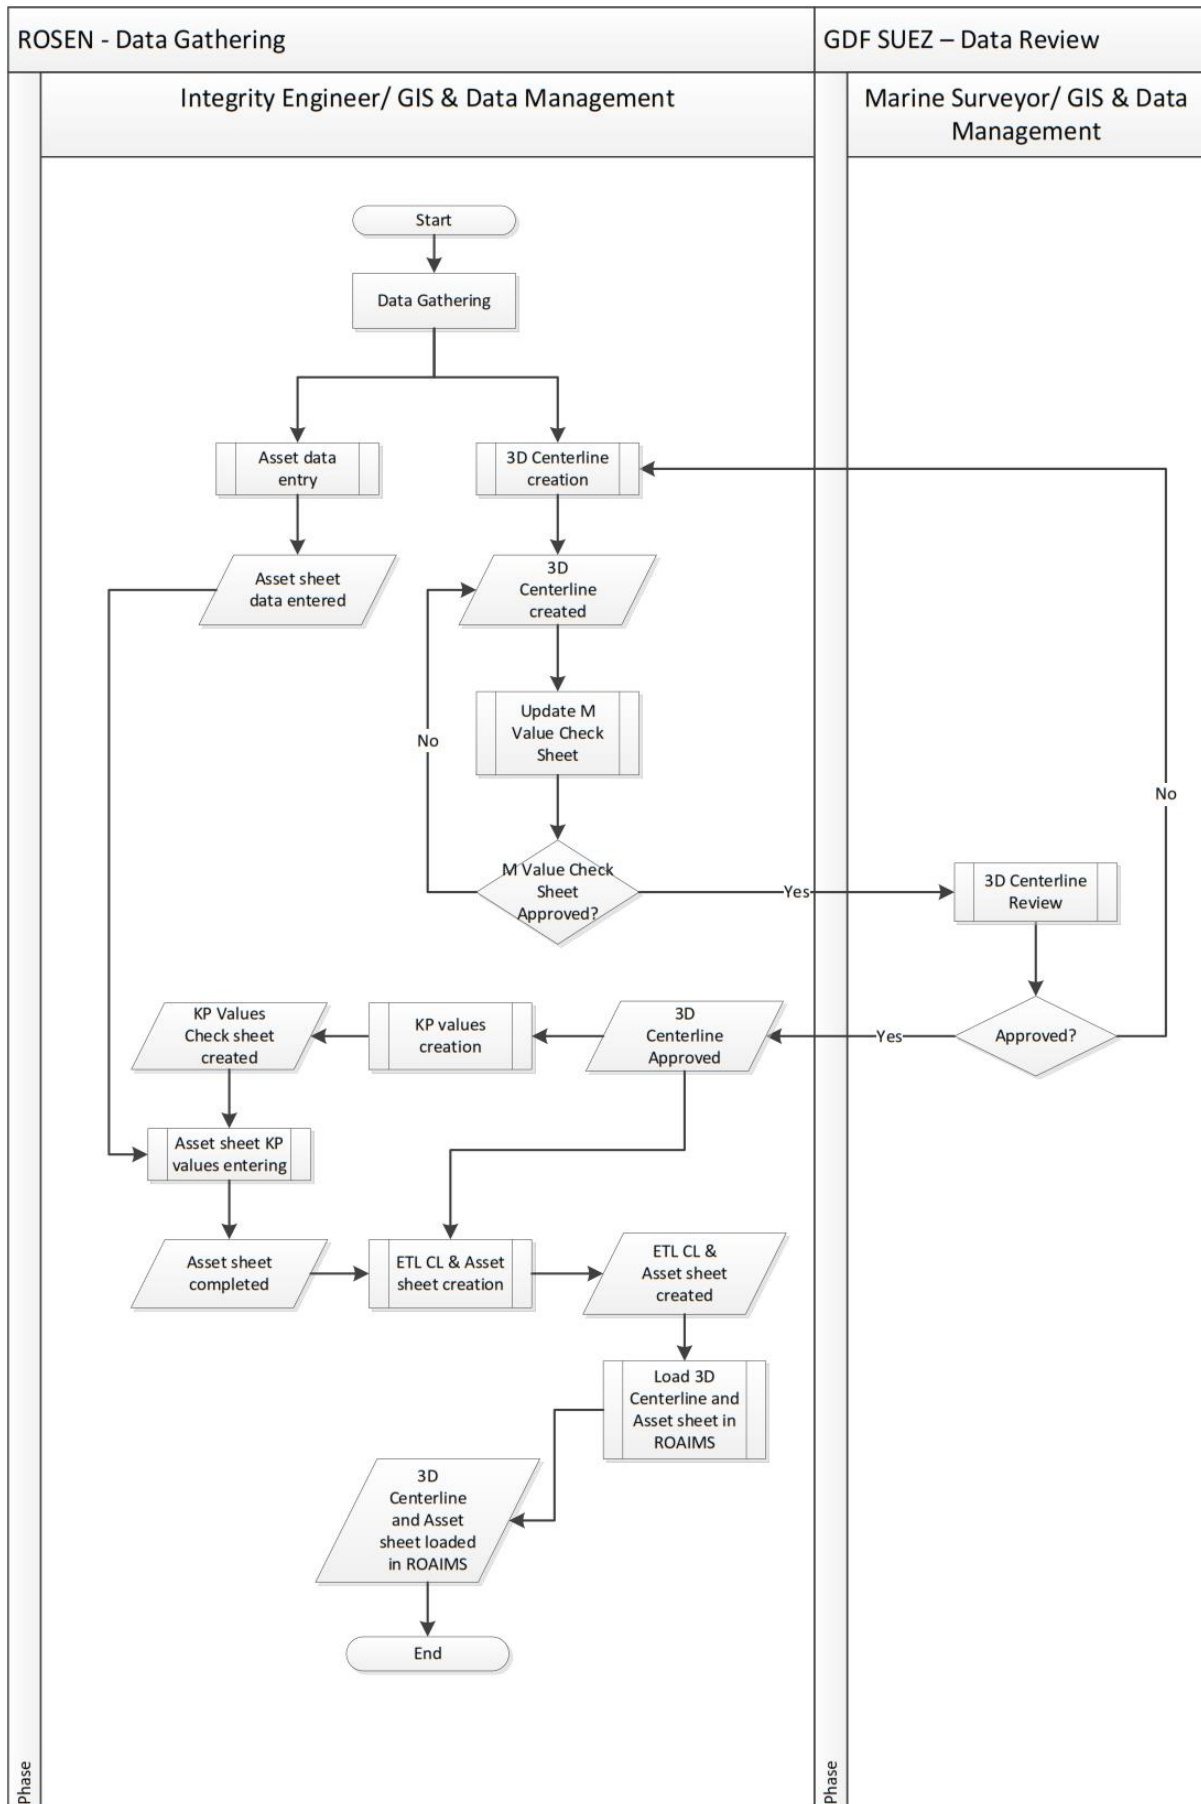 ROSEN - Data Gathering
GDF SUEZ – Data Review
Integrity Engineer/ GIS & Data Management
Marine Surveyor/ GIS & Data
Management
Start
Data Gathering
Asset data
entry
3D Centerline
creation
Asset sheet
data entered
3D
Centerline
created
Update M
Value Check
Sheet
No
No
M Value Check
Sheet
Approved?
Yes
3D Centerline
Review
KP Values
Check sheet
created
KP values
creation
3D
Centerline
Approved
Yes
Approved?
Asset sheet KP
values entering
Asset sheet
completed
ETL CL & Asset
sheet creation
ETL CL &
Asset sheet
created
Load 3D
Centerline and
Asset sheet in
ROAIMS
3D
Centerline
and Asset
sheet loaded
in ROAIMS
End
Phase
Phase